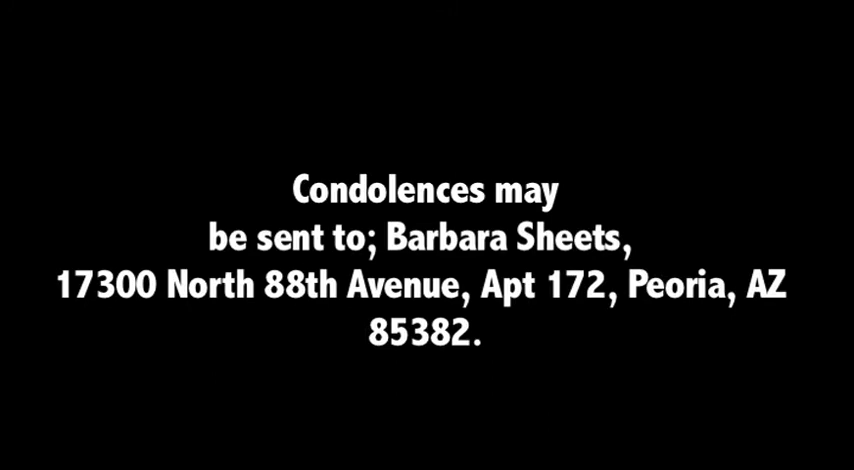 Condolences may
be sent to; Barbara Sheets,
17300 North 88th Avenue, Apt 172, Peoria, AZ
85382.